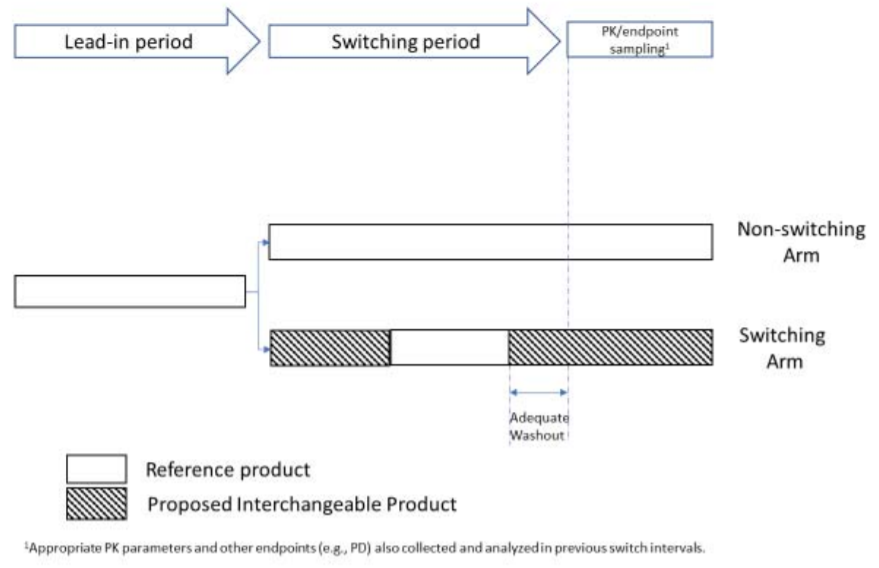 Lead-in period
Switching period
PK/endpoint
sampling¹
Non-switching
Arm
Switching
Arm
Adequate
Washout
Reference product
Proposed Interchangeable Product
¹Appropriate PK parameters and other endpoints (e.g., PD) also collected and analyzed in previous switch intervals.